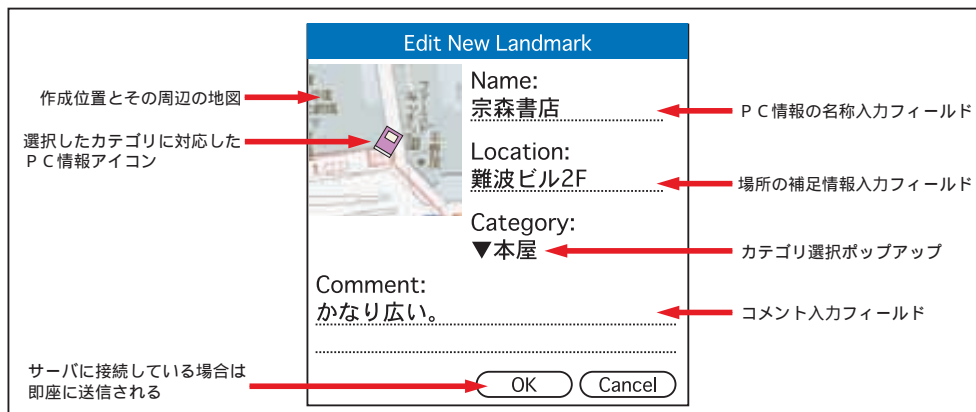 Edit New Landmark
作成位置とその周辺の地図
選択したカテゴリに対応した
PC情報アイコン
Name:
宗森書店
PC情報の名称入力フィールド
Location:
難波ビル2F
場所の補足情報入力フィールド
Category:
▼本屋
カテゴリ選択ポップアップ
Comment:
かなり広い。
コメント入力フィールド
サーバに接続している場合は
即座に送信される
OK
Cancel